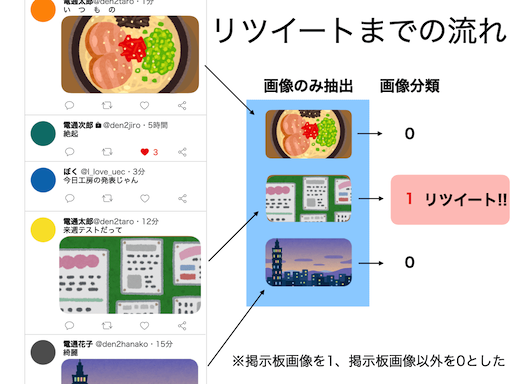 リツイートまでの流れ
電通太郎 @den2taro・1分
い つ も の
電通次郎 @den2jiro・5時間
絶起
3
ぼく @I_love_uec・3分
今日工房の発表じゃん
電通太郎 @den2taro・12分
来週テストだって
電通花子 @den2hanako・15分
綺麗
画像のみ抽出
画像分類
0
1 リツイート!!
0
※掲示板画像を1、掲示板画像以外を0とした